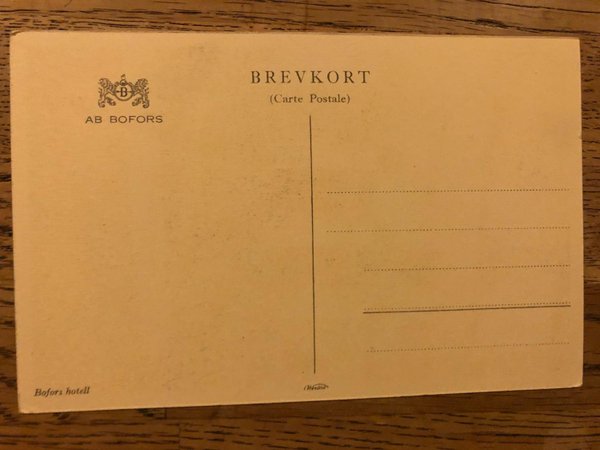 BREVKORT
(Carte Postale)
B
AB BOFORS
Bofors hotell